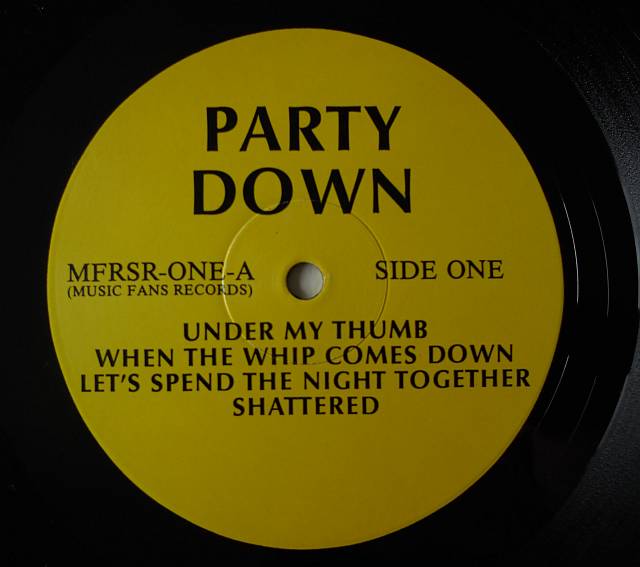 PARTY
DOWN
MFRSR-ONE-A
(MUSIC FANS RECORDS)
SIDE ONE
UNDER MY THUMB
WHEN THE WHIP COMES DOWN
LET'S SPEND THE NIGHT TOGETHER
SHATTERED